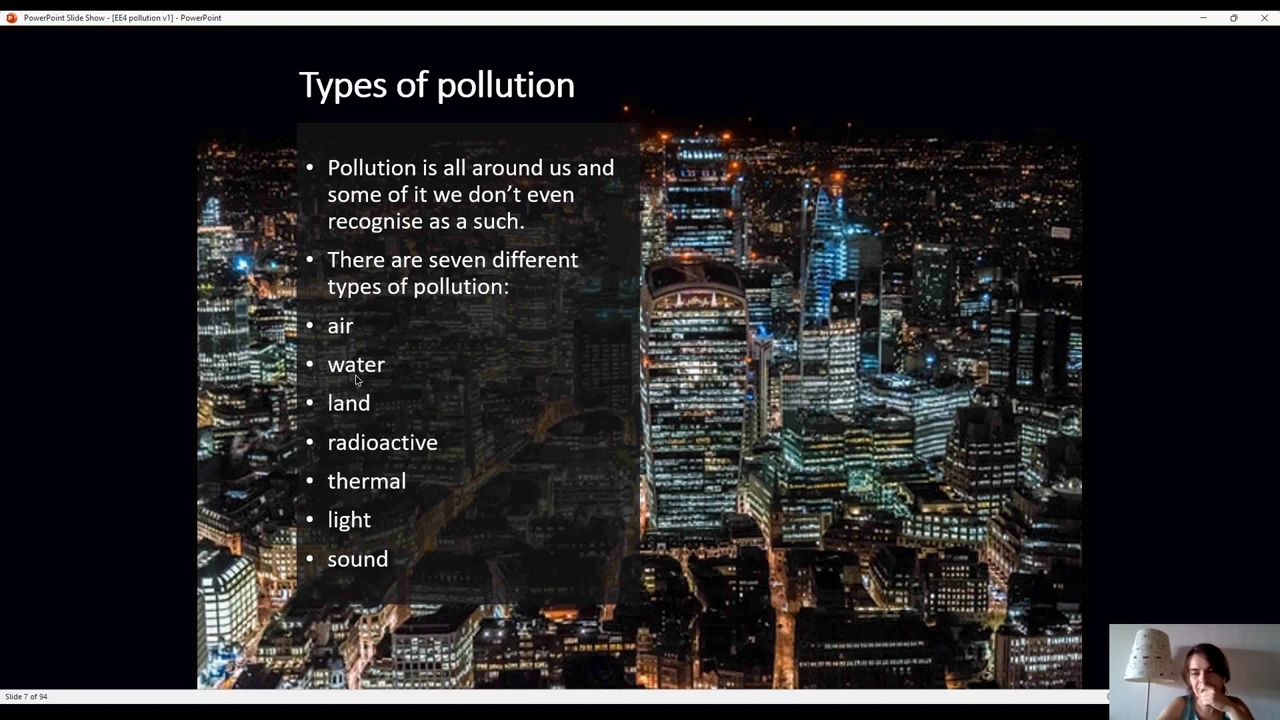 PowerPoint Slide Show - [EE4 pollution v1] - PowerPoint
Types of pollution
• Pollution is all around us and
some of it we don't even
recognise as a such.
• There are seven different
types of pollution:
• air
• water
• land
• radioactive
• thermal
• light
• sound
Slide 7 of 94